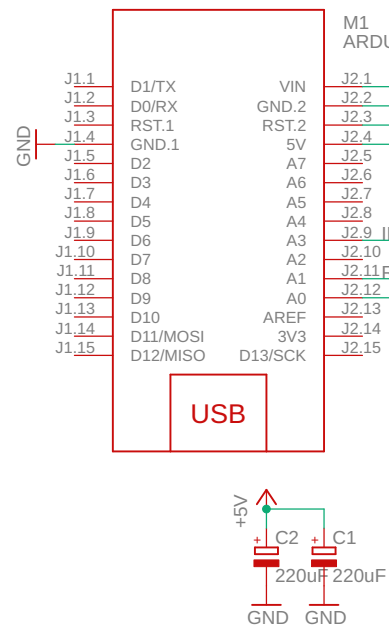 M1
ARDU
J1.1 D1/TX VIN J2.1
J1.2 D0/RX GND.2 J2.2
J1.3 RST.1 RST.2 J2.3
GND J1.4 GND.1 5V J2.4
J1.5 D2 A7 J2.5
J1.6 D3 A6 J2.6
J1.7 D4 A5 J2.7
J1.8 D5 A4 J2.8
J1.9 D6 A3 J2.9
J1.10 D7 A2 J2.10
J1.11 D8 A1 J2.11
J1.12 D9 A0 J2.12
J1.13 D10 AREF J2.13
J1.14 D11/MOSI 3V3 J2.14
J1.15 D12/MISO D13/SCK J2.15
USB
+5V
+ C2 + C1
220uF 220uF
GND GND